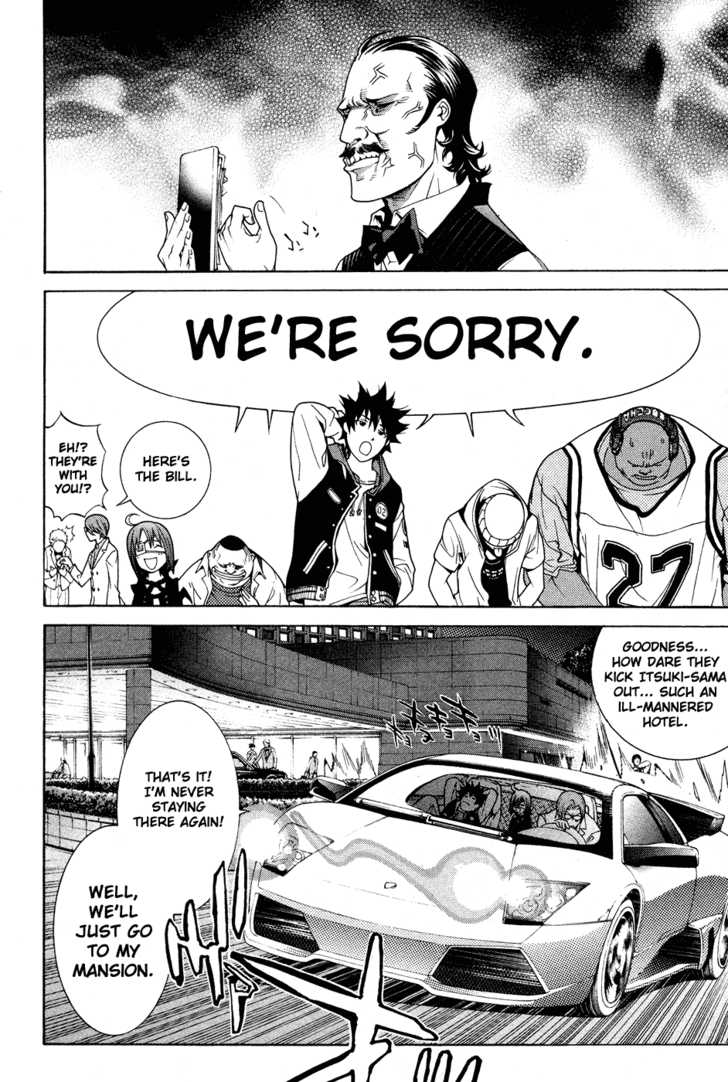 WE'RE SORRY.
HERE'S
THE BILL.
EH!?
THEY'RE
WITH
YOU!?
02
27
GOODNESS...
HOW DARE THEY
KICK ITSUKI-SAMA
OUT... SUCH AN
ILL-MANNERED
HOTEL.
THAT'S IT!
I'M NEVER
STAYING
THERE AGAIN!
WELL,
WE'LL
JUST GO
TO MY
MANSION.